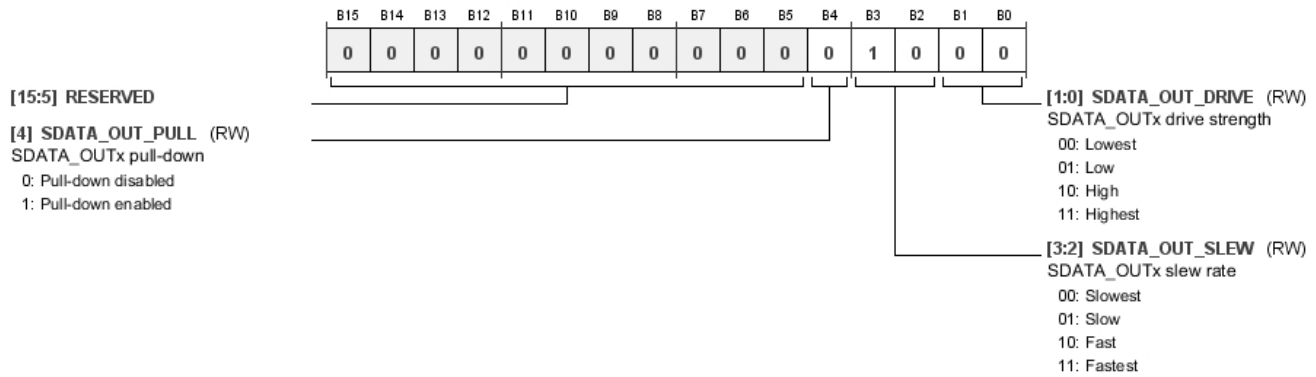 B15 B14 B13 B12 B11 B10 B9 B8 B7 B6 B5 B4 B3 B2 B1 B0
0 0 0 0 0 0 0 0 0 0 0 0 1 0 0 0
[15:5] RESERVED
[4] SDATA_OUT_PULL (RW)
SDATA_OUTx pull-down
0: Pull-down disabled
1: Pull-down enabled
[1:0] SDATA_OUT_DRIVE (RW)
SDATA_OUTx drive strength
00: Lowest
01: Low
10: High
11: Highest
[3:2] SDATA_OUT_SLEW (RW)
SDATA_OUTx slew rate
00: Slowest
01: Slow
10: Fast
11: Fastest